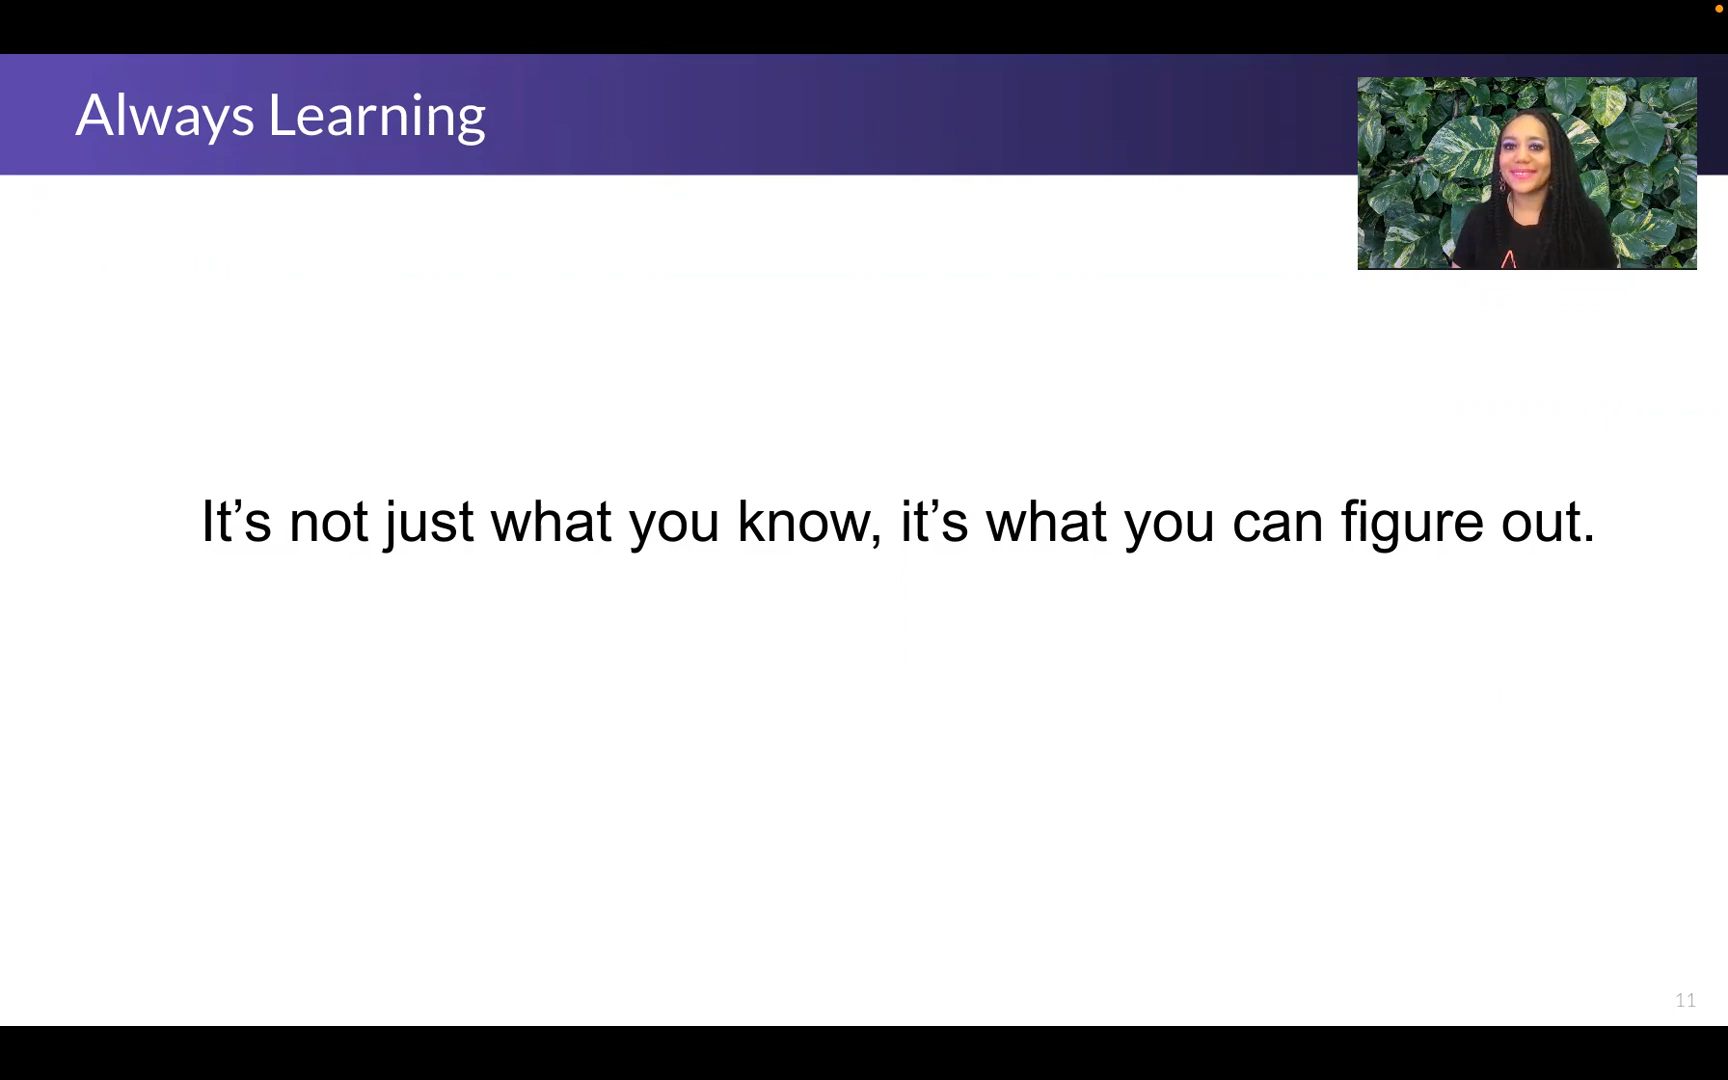 Always Learning
It’s not just what you know, it’s what you can figure out.
11